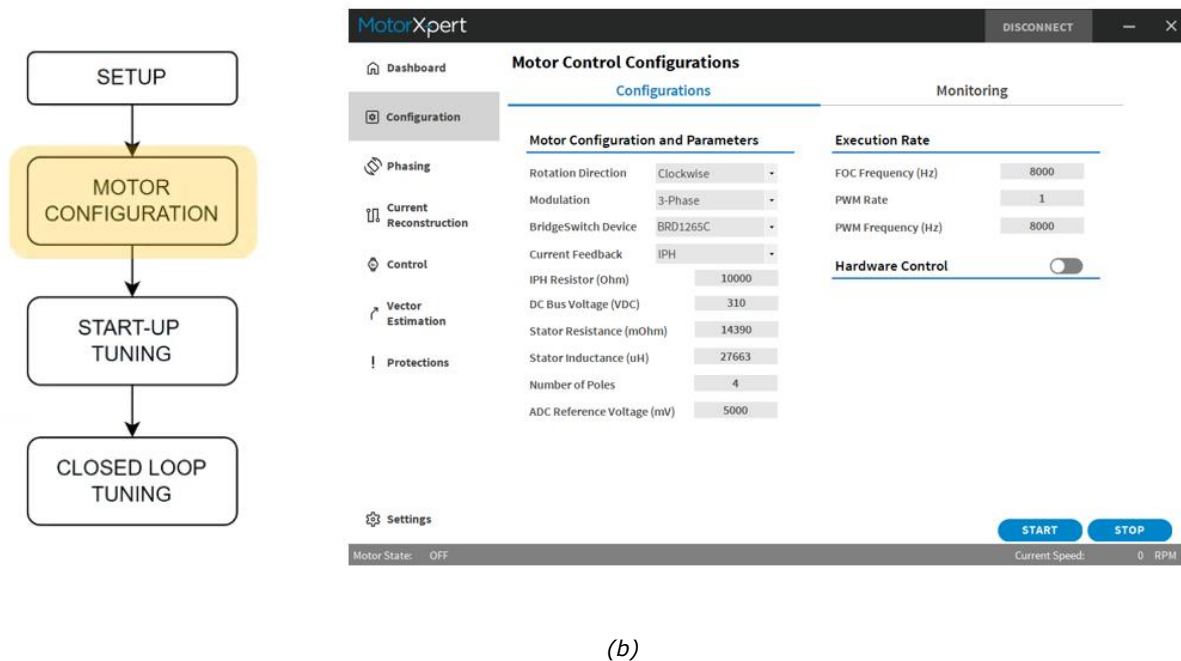 SETUP
MOTOR
CONFIGURATION
START-UP
TUNING
CLOSED LOOP
TUNING
MotorXpert
DISCONNECT
Dashboard
Configuration
Phasing
Current
Reconstruction
Control
Vector
Estimation
Protections
Settings
Motor Control Configurations
Configurations Monitoring
Motor Configuration and Parameters
Rotation Direction Clockwise
Modulation 3-Phase
BridgeSwitch Device BRD1265C
Current Feedback IPH
IPH Resistor (Ohm) 10000
DC Bus Voltage (VDC) 310
Stator Resistance (mOhm) 14390
Stator Inductance (uH) 27663
Number of Poles 4
ADC Reference Voltage (mV) 5000
Execution Rate
FOC Frequency (Hz) 8000
PWM Rate 1
PWM Frequency (Hz) 8000
Hardware Control
START STOP
Motor State: OFF Current Speed: 0 RPM
(b)